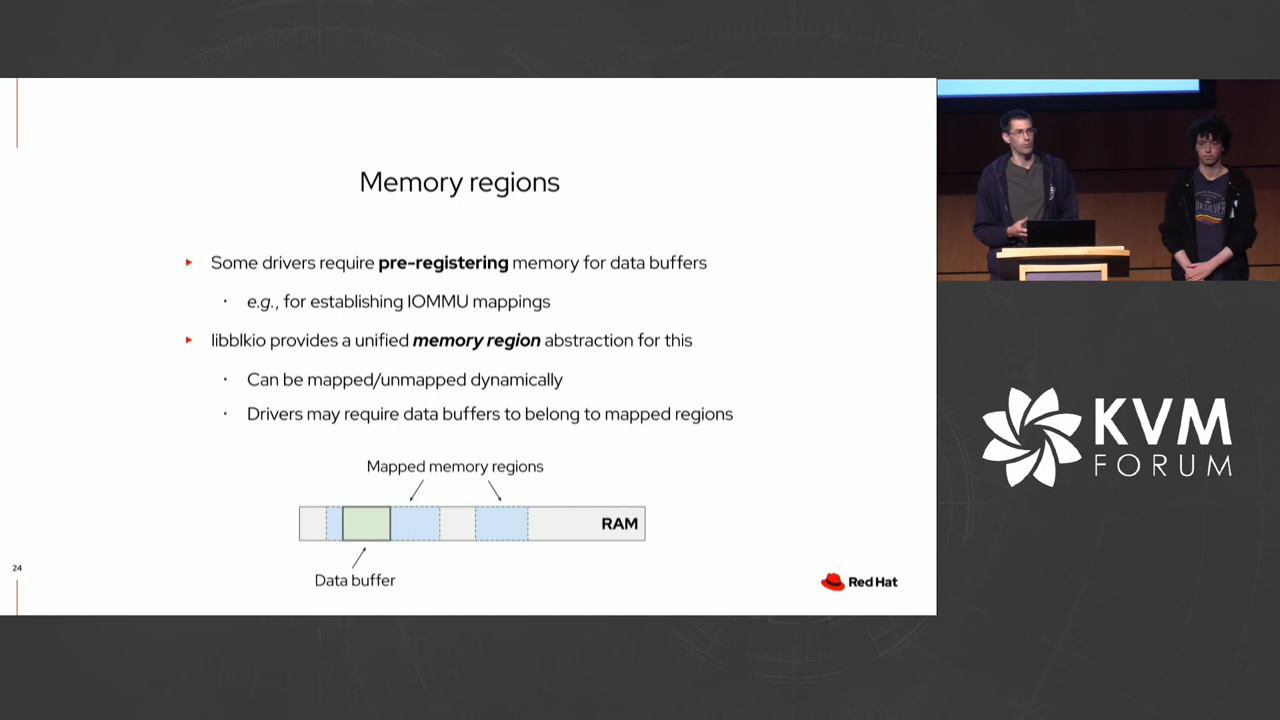 Memory regions
Some drivers require pre-registering memory for data buffers
e.g., for establishing IOMMU mappings
libblkio provides a unified memory region abstraction for this
Can be mapped/unmapped dynamically
Drivers may require data buffers to belong to mapped regions
Mapped memory regions
RAM
Data buffer
24
Red Hat
KVM
FORUM